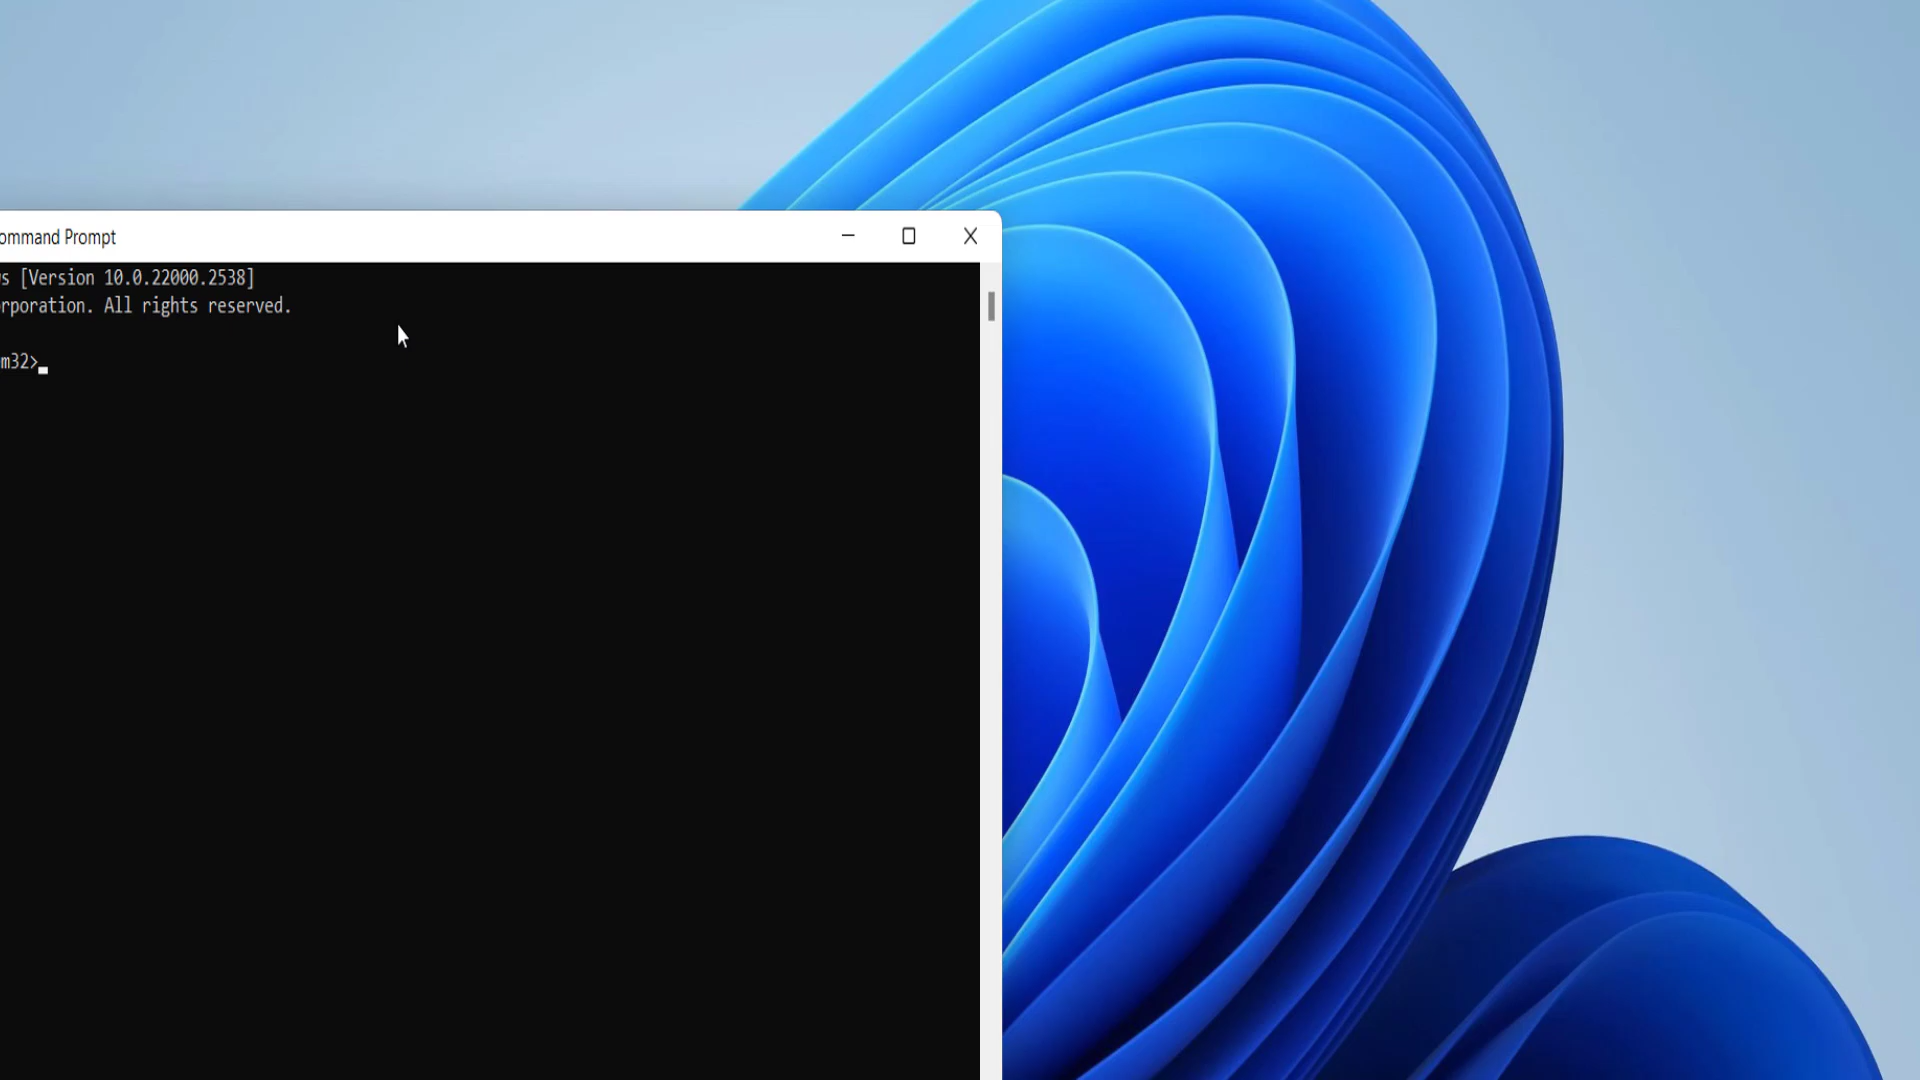 ommand Prompt
s [Version 10.0.22000.2538]
rporation. All rights reserved.
m32>